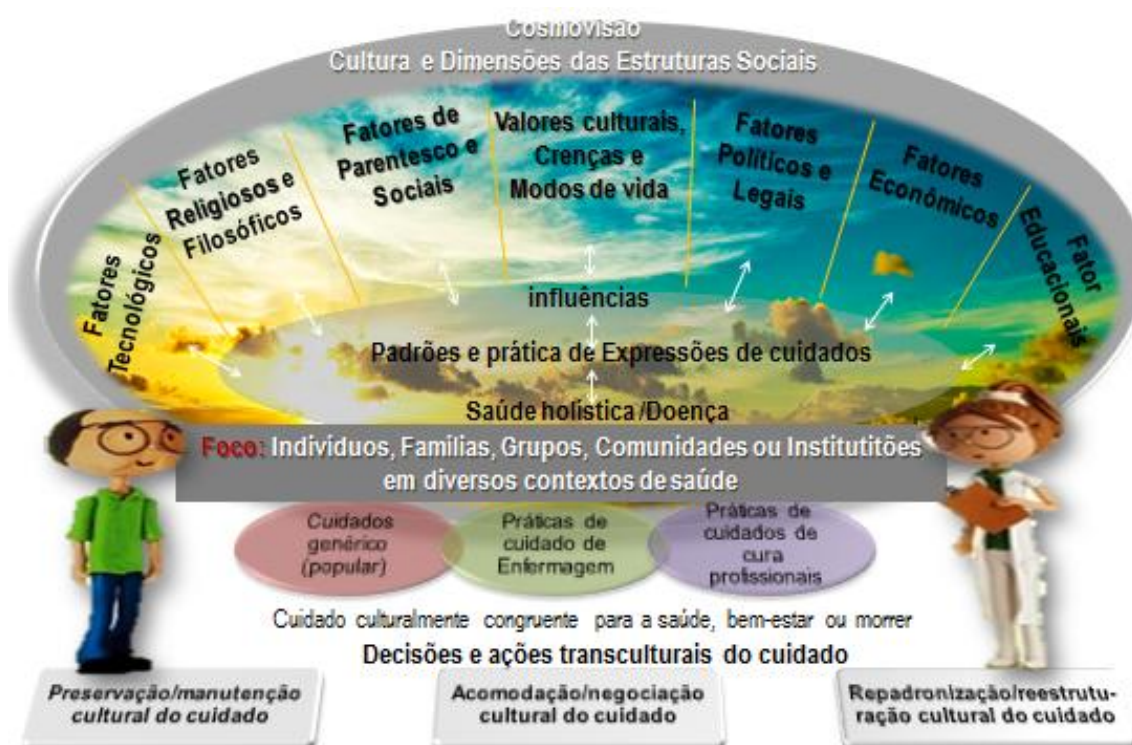 Cosmovisão
Cultura e Dimensões das Estruturas Sociais
Fatores
Tecnológicos
Fatores
Religiosos e
Filosóficos
Fatores de
Parentesco e
Sociais
Valores culturais,
Crenças e
Modos de vida
Fatores
Políticos e
Legais
Fatores
Econômicos
Fator
Educacionais
influências
Padrões e prática de Expressões de cuidados
Saúde holística /Doença
Foco: Indivíduos, Famílias, Grupos, Comunidades ou Institutitões
em diversos contextos de saúde
Cuidados
genérico
(popular)
Práticas de
cuidado de
Enfermagem
Práticas de
cuidados de
cura
profissionais
Cuidado culturalmente congruente para a saúde, bem-estar ou morrer
Decisões e ações transculturais do cuidado
Preservação/manutenção
cultural do cuidado
Acomodação/negociação
cultural do cuidado
Repadronização/reestrutu-
ração cultural do cuidado